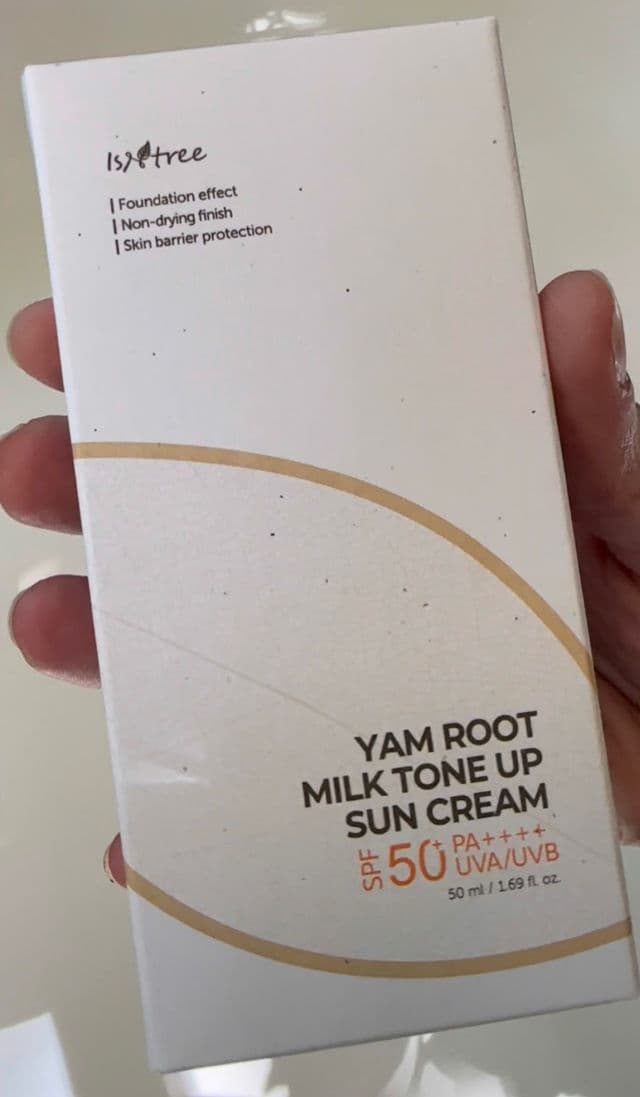 Isntree
| Foundation effect
| Non-drying finish
| Skin barrier protection
YAM ROOT
MILK TONE UP
SUN CREAM
SPF 50+ PA++++
UVA/UVB
50 ml / 1.69 fl. oz.